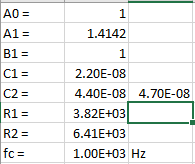 A0 = 1
A1 = 1.4142
B1 = 1
C1 = 2.20E-08
C2 = 4.40E-08 4.70E-08
R1 = 3.82E+03
R2 = 6.41E+03
fc = 1.00E+03 Hz